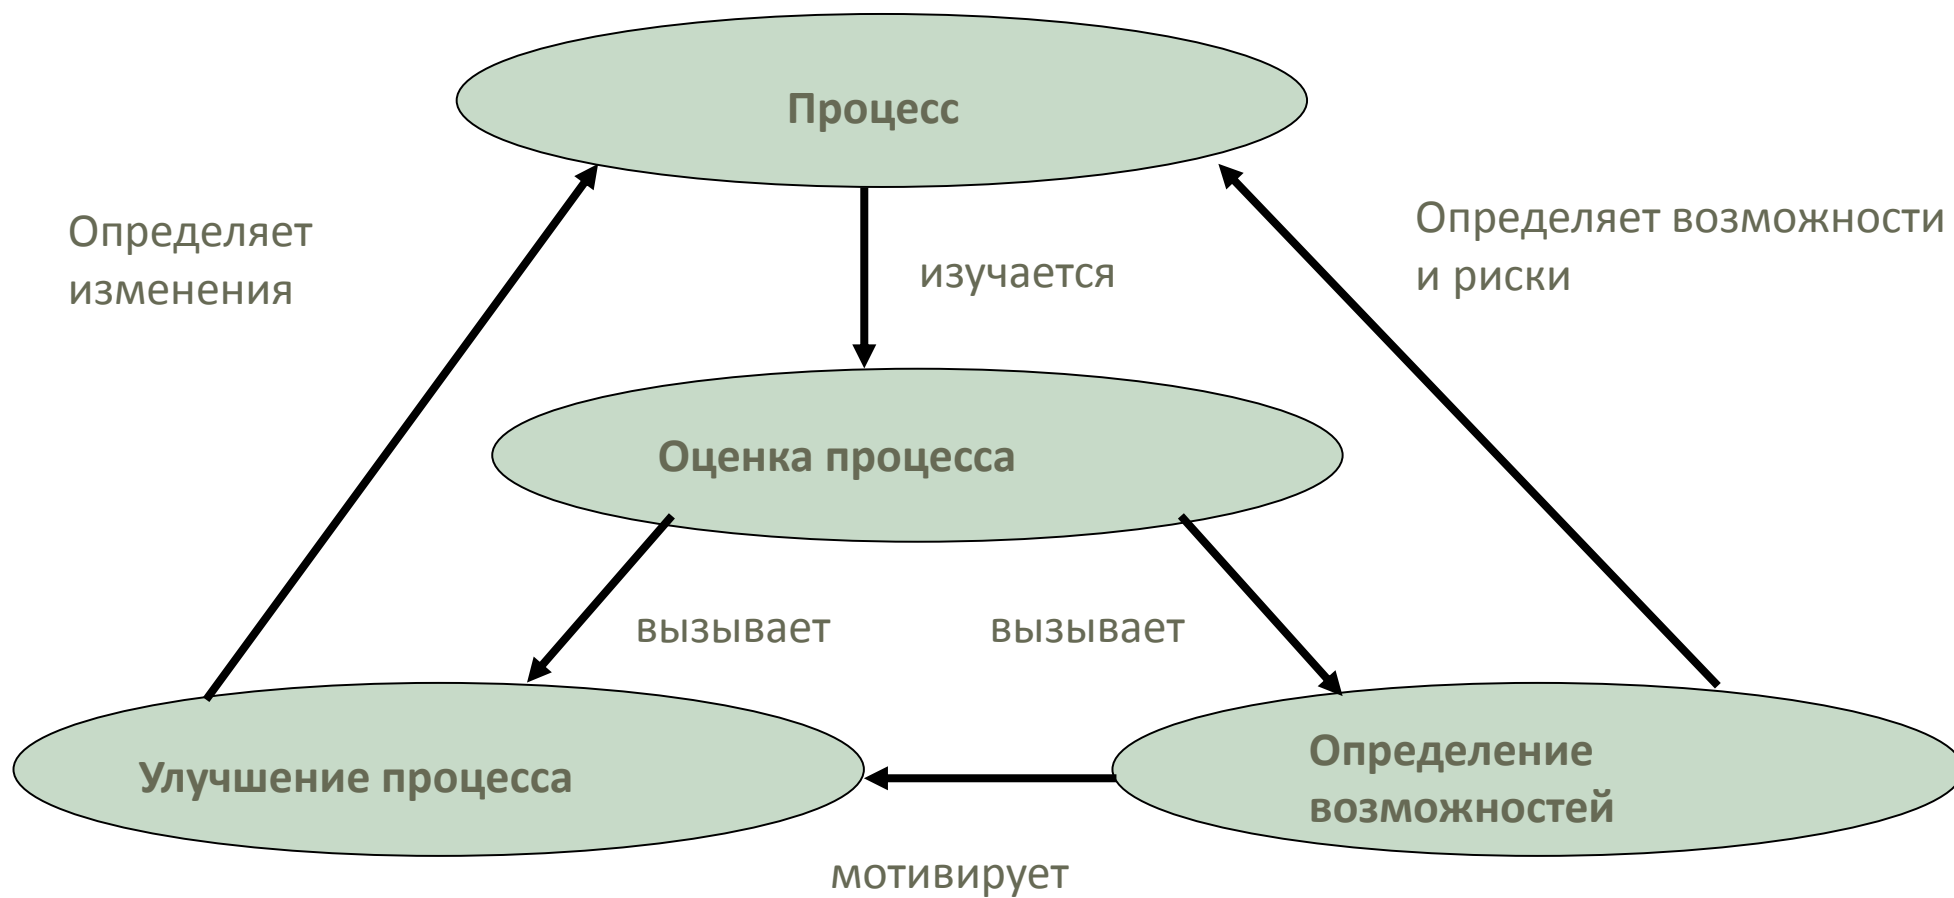 Процесс
Определяет
изменения
изучается
Определяет возможности
и риски
Оценка процесса
вызывает
вызывает
Улучшение процесса
Определение
возможностей
мотивирует